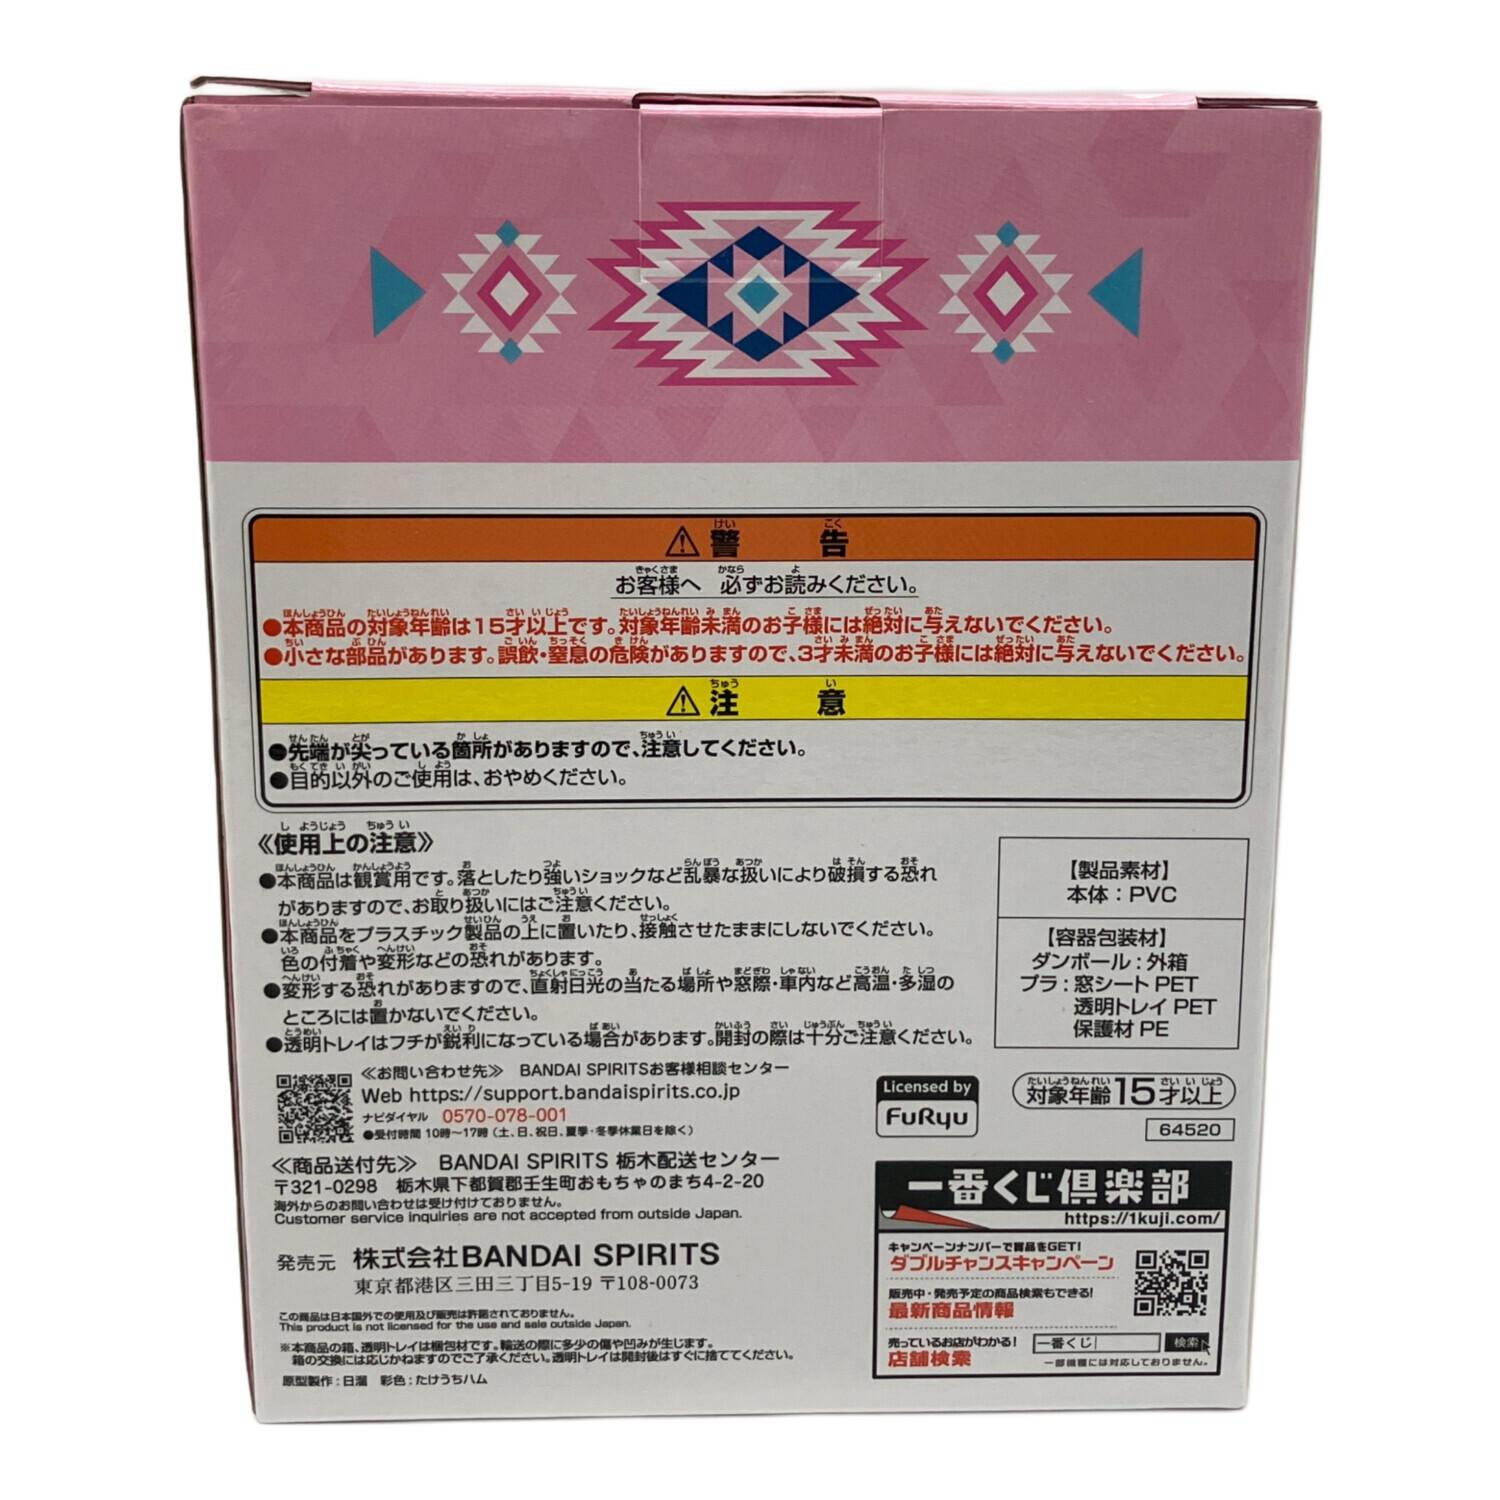 ⚠警告
お客様へ 必ずお読みください。
●本商品の対象年齢は15才以上です。対象年齢未満のお子様には絶対に与えないでください。
●小さな部品があります。誤飲・窒息の危険がありますので、3才未満のお子様には絶対に与えないでください。
⚠注意
●先端が尖っている箇所がありますので、注意してください。
●目的以外のご使用は、おやめください。
《使用上の注意》
●本商品は観賞用です。落としたり強いショックなど乱暴な扱いにより破損する恐れ
がありますので、お取り扱いにはご注意ください。
●本商品をプラスチック製品の上に置いたり、接触させたままにしないでください。
色の付着や変形などの恐れがあります。
●変形する恐れがありますので、直射日光の当たる場所や窓際・車内など高温・多湿の
ところには置かないでください。
●透明トレイはフチが鋭利になっている場合があります。開封の際は十分ご注意ください。
【製品素材】
本体：PVC
【容器包装材】
ダンボール：外箱
プラ：窓シート PET
透明トレイ PET
保護材 PE
≪お問い合わせ先≫ BANDAI SPIRITSお客様相談センター
Web https://support.bandaispirits.co.jp
ナビダイヤル 0570-078-001
●受付時間 10時～17時（土、日、祝日、夏季・冬季休業日を除く）
≪商品送付先≫ BANDAI SPIRITS 栃木配送センター
〒321-0298 栃木県下都賀郡壬生町おもちゃのまち4-2-20
海外からのお問い合わせは受け付けておりません。
Customer service inquiries are not accepted from outside Japan.
発売元 株式会社BANDAI SPIRITS
東京都港区三田三丁目5-19 〒108-0073
この商品は日本国外での使用及び販売は許諾されておりません。
This product is not licensed for the use and sale outside Japan.
※本商品の箱、透明トレイは梱包材です。輸送の際に多少の傷や凹みが生じます。
箱の交換には応じかねますのでご了承ください。透明トレイは開封後はすぐに捨ててください。
原型製作：日溜 彩色：たけうちハム
Licensed by
FuRyu
対象年齢15才以上
64520
一番くじ倶楽部
https://1kuji.com/
キャンペーンナンバーで賞品をGET!
ダブルチャンスキャンペーン
販売中・発売予定の商品検索もできる!
最新商品情報
売っているお店がわかる!
店舗検索
一番くじ 検索
一部機種には対応しておりません。